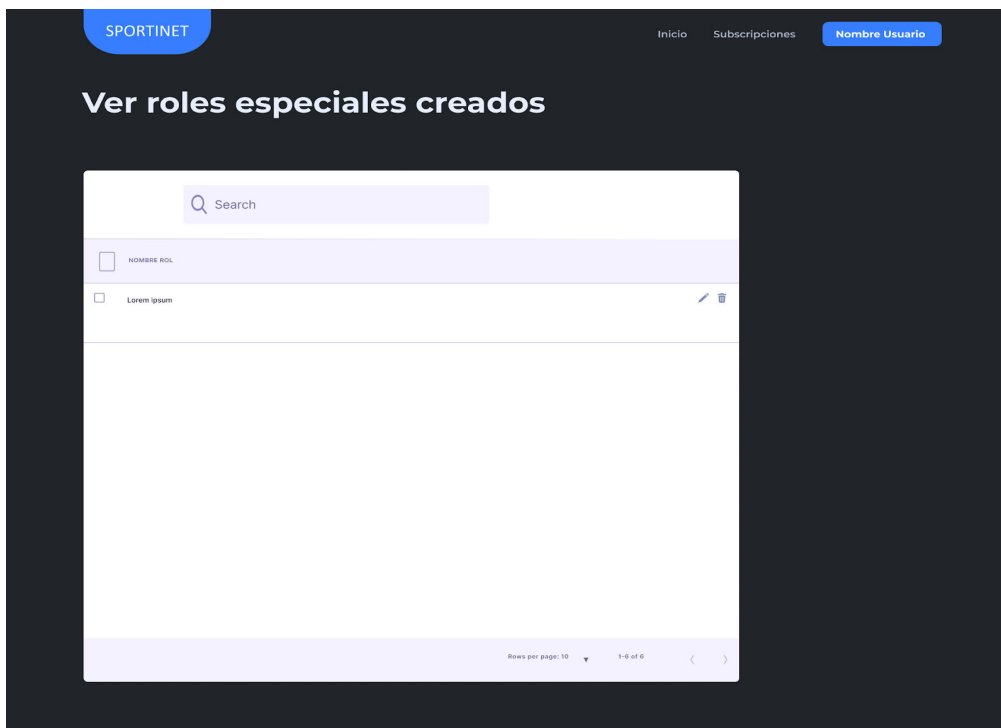 SPORTINET
Inicio Subscripciones Nombre Usuario
Ver roles especiales creados
Search
NOMBRE ROL
Lorem ipsum
Rows per page: 10 1-6 of 6